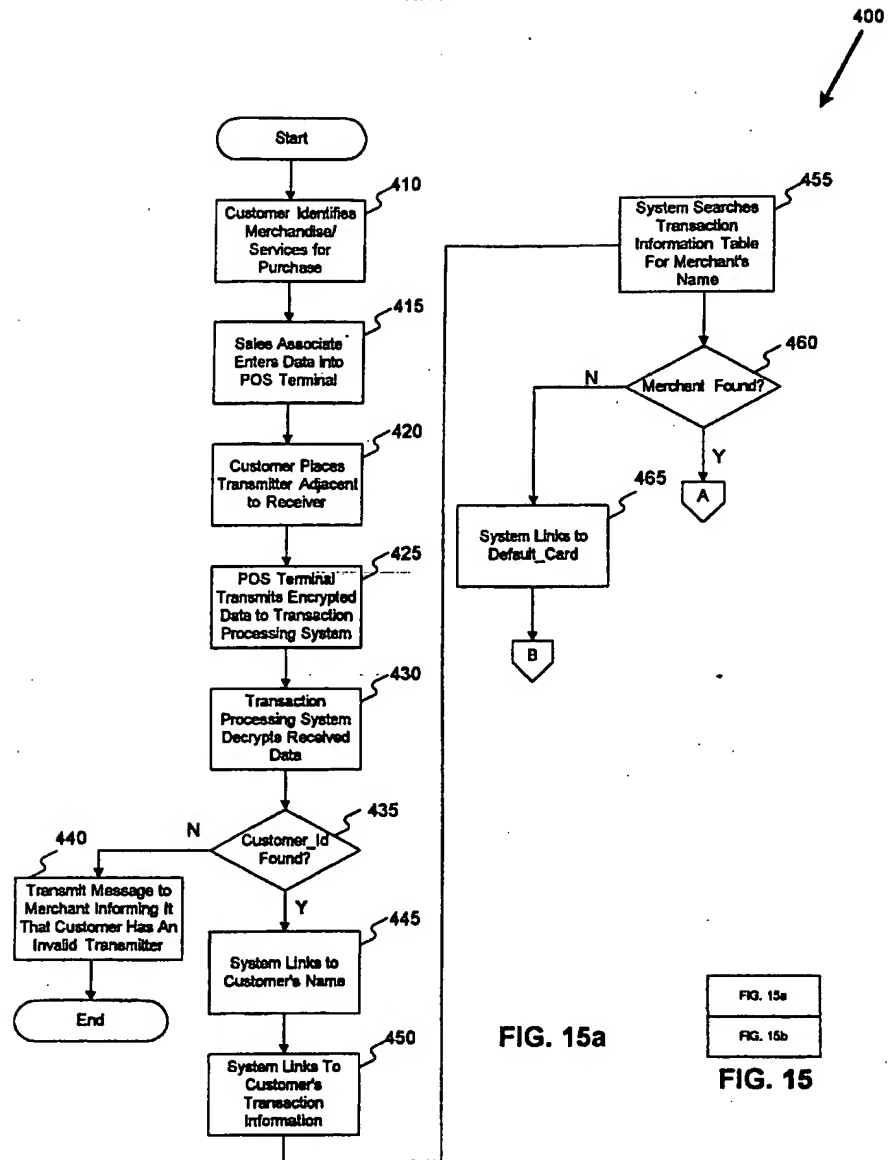 400
Start
410
Customer Identifies
Merchandise/
Services for
Purchase
415
Sales Associate
Enters Data Into
POS Terminal
420
Customer Places
Transmitter Adjacent
to Receiver
425
POS Terminal
Transmits Encrypted
Data to Transaction
Processing System
430
Transaction
Processing System
Decrypts Received
Data
435
Customer_Id
Found?
N
440
Transmit Message to
Merchant Informing It
That Customer Has An
Invalid Transmitter
End
Y
445
System Links to
Customer's Name
450
System Links To
Customer's
Transaction
Information
455
System Searches
Transaction
Information Table
For Merchant's
Name
460
Merchant Found?
N
Y
A
465
System Links to
Default_Card
B
FIG. 15a
FIG. 15a
FIG. 15b
FIG. 15